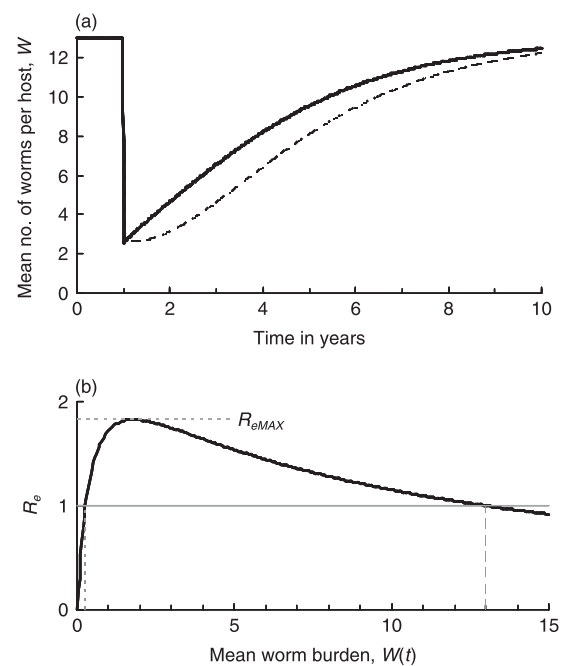 (a)
Mean no. of worms per host, W
12
10
8
6
4
2
0
0 2 4 6 8 10
Time in years
(b)
2
R_eMAX
R_e
1
0
0 5 10 15
Mean worm burden, W(t)